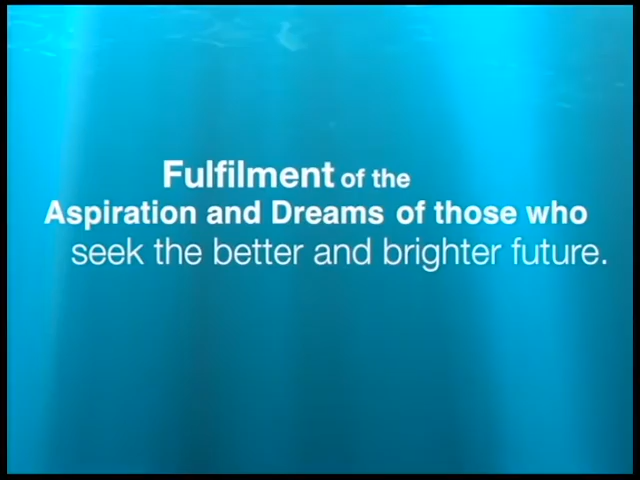 Fulfilment of the
Aspiration and Dreams of those who
seek the better and brighter future.